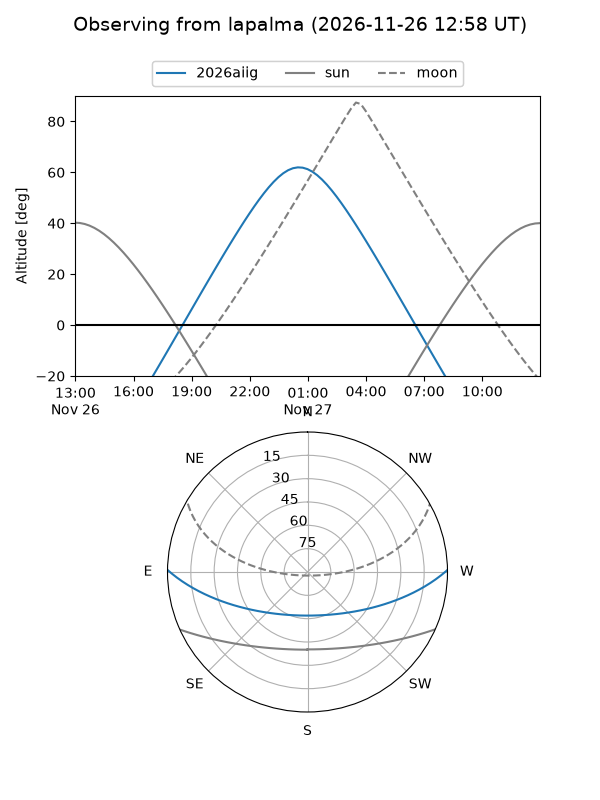 Observing from lapalma (2026-11-26 12:58 UT)
2026aiig sun moon
Altitude [deg]
80
60
40
20
0
−20
13:00 16:00 19:00 22:00 01:00 04:00 07:00 10:00
Nov 26 Nov 27
N
NE NW
15
30
45
60
75
E W
SE SW
S